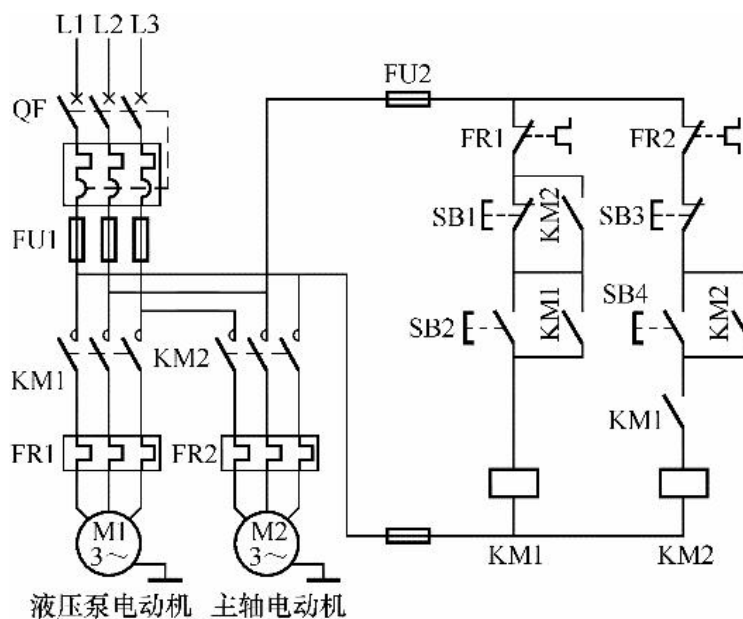 L1 L2 L3
QF
FU2
FR1
FR2
SB1
KM2
SB3
FU1
SB2
KM1
SB4
KM2
KM1
KM2
KM1
FR1
FR2
M1
3～
M2
3～
KM1
KM2
液压泵电动机
主轴电动机